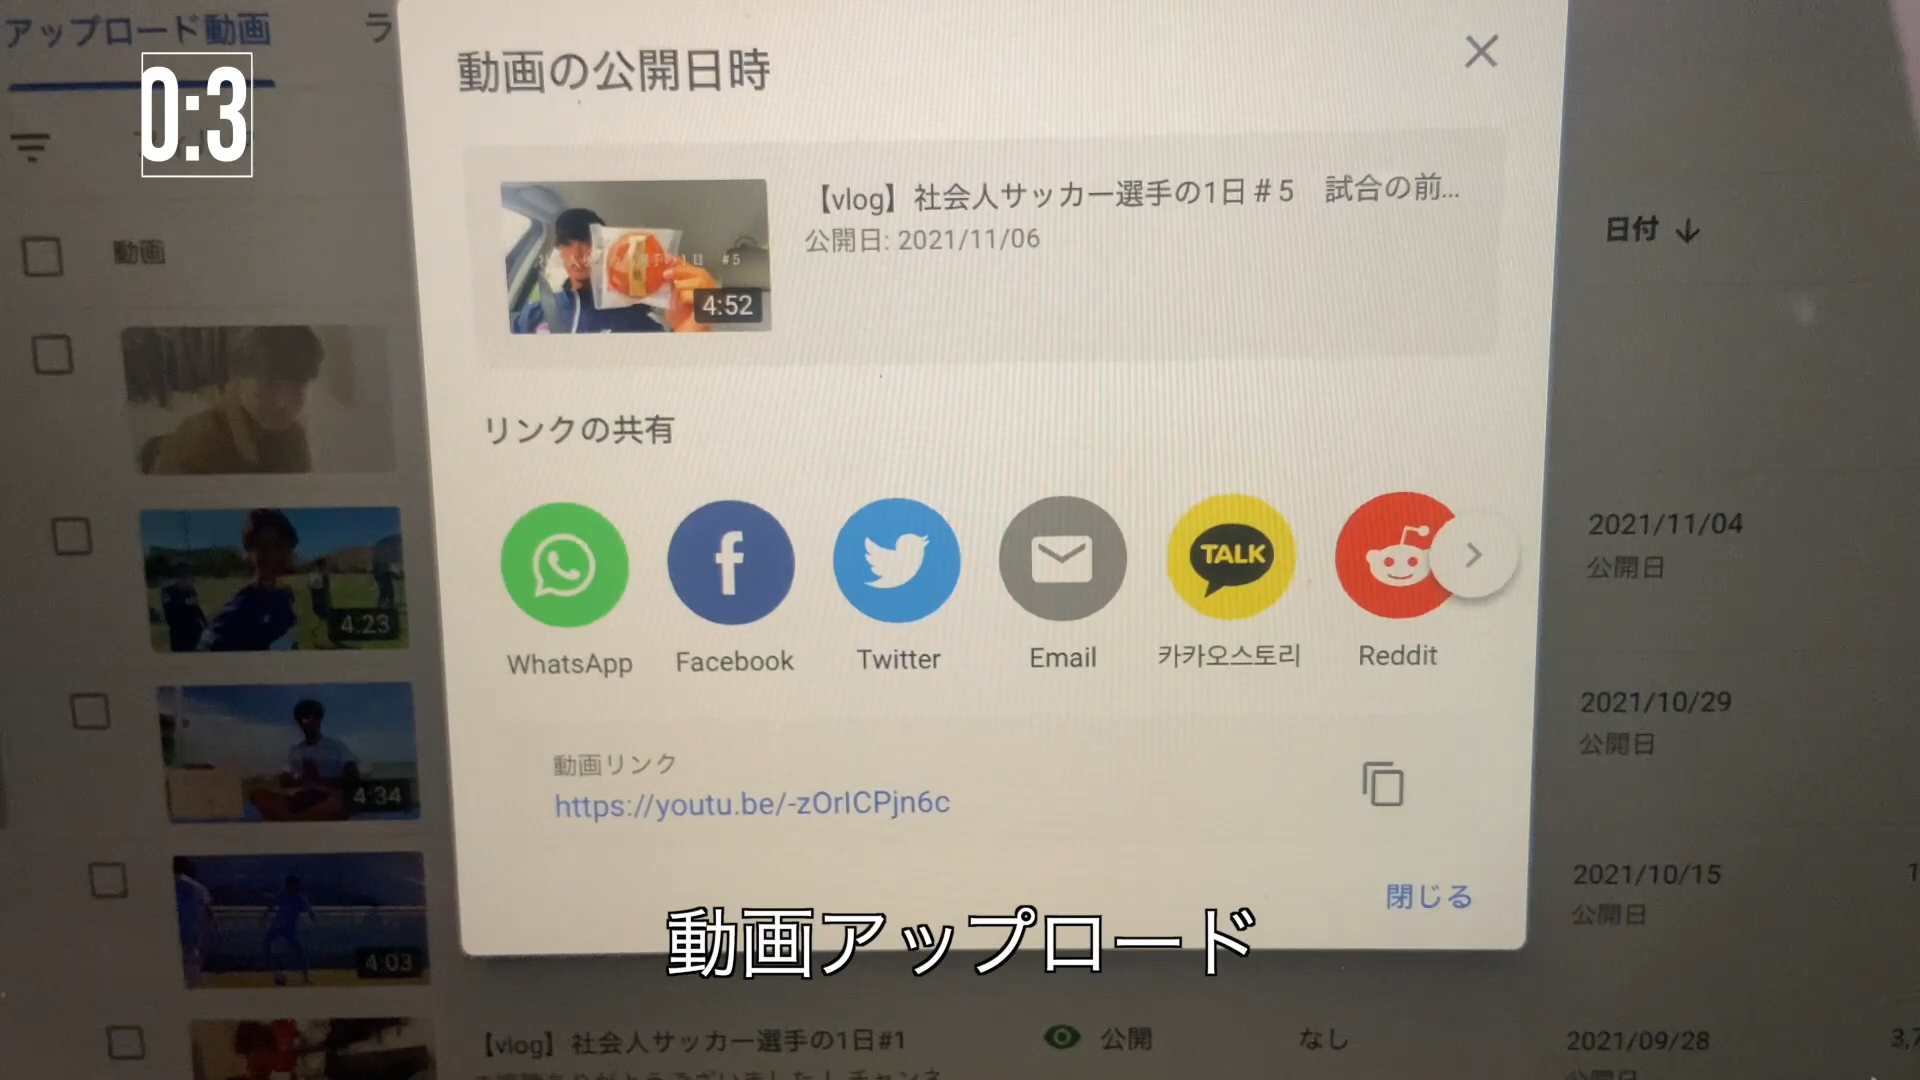 アップロード動画
ラ
0:3
動画の公開日時
【vlog】社会人サッカー選手の1日＃5　試合の前...
公開日: 2021/11/06
#5
4:52
動画
日付
リンクの共有
TALK
WhatsApp
Facebook
Twitter
Email
카카오스토리
Reddit
2021/11/04
公開日
4:23
2021/10/29
公開日
4:34
動画リンク
https://youtu.be/-zOrICPjn6c
2021/10/15
公開日
閉じる
動画アップロード
4:03
【vlog】社会人サッカー選手の1日#1
公開
なし
2021/09/28
公開日